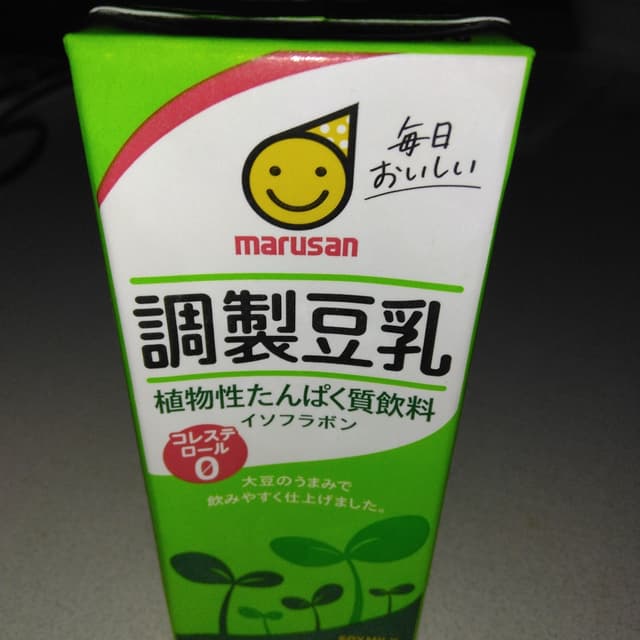 毎日
おいしい
marusan
調製豆乳
植物性たんぱく質飲料
イソフラボン
コレステ
ロール
0
大豆のうまみで
飲みやすく仕上げました。